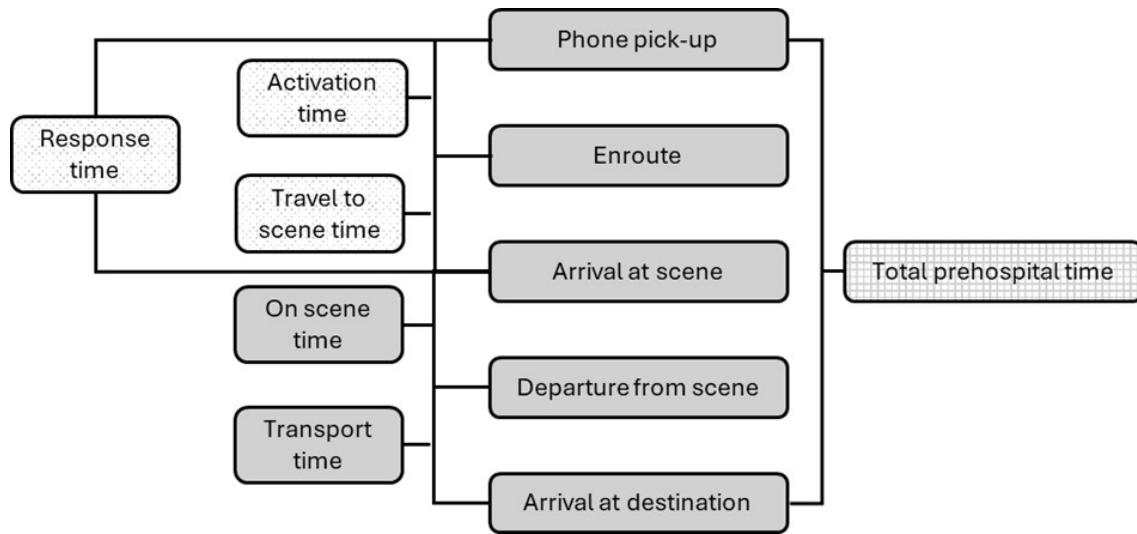 Phone pick-up
Activation
time
Response
time
Enroute
Travel to
scene time
Arrival at scene
Total prehospital time
On scene
time
Departure from scene
Transport
time
Arrival at destination